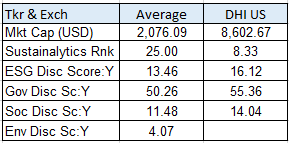 Tkr & Exch Average DHI US
Mkt Cap (USD) 2,076.09 8,602.67
Sustainalytics Rnk 25.00 8.33
ESG Disc Score:Y 13.46 16.12
Gov Disc Sc:Y 50.26 55.36
Soc Disc Sc:Y 11.48 14.04
Env Disc Sc:Y 4.07